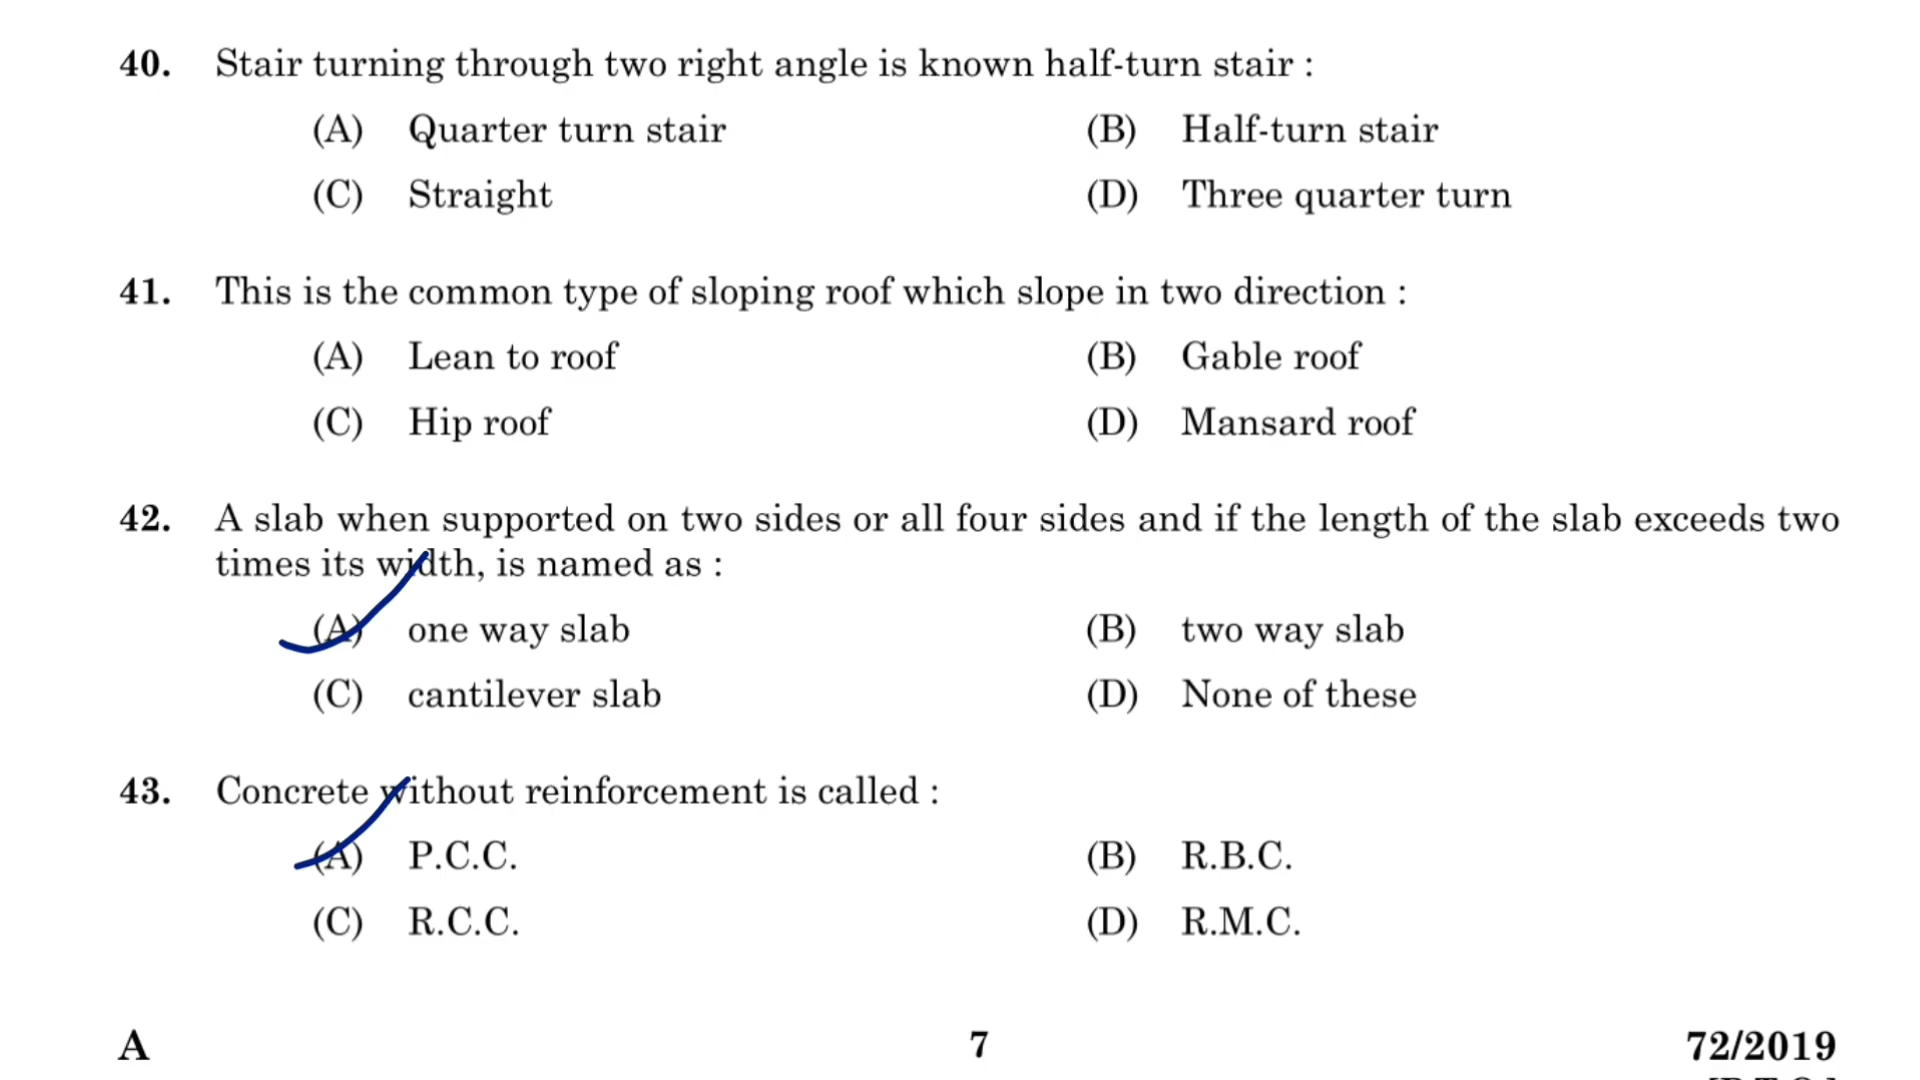 40. Stair turning through two right angle is known half-turn stair :
(A) Quarter turn stair (B) Half-turn stair
(C) Straight (D) Three quarter turn
41. This is the common type of sloping roof which slope in two direction :
(A) Lean to roof (B) Gable roof
(C) Hip roof (D) Mansard roof
42. A slab when supported on two sides or all four sides and if the length of the slab exceeds two
times its width, is named as :
(A) one way slab (B) two way slab
(C) cantilever slab (D) None of these
43. Concrete without reinforcement is called :
(A) P.C.C. (B) R.B.C.
(C) R.C.C. (D) R.M.C.
A 7 72/2019